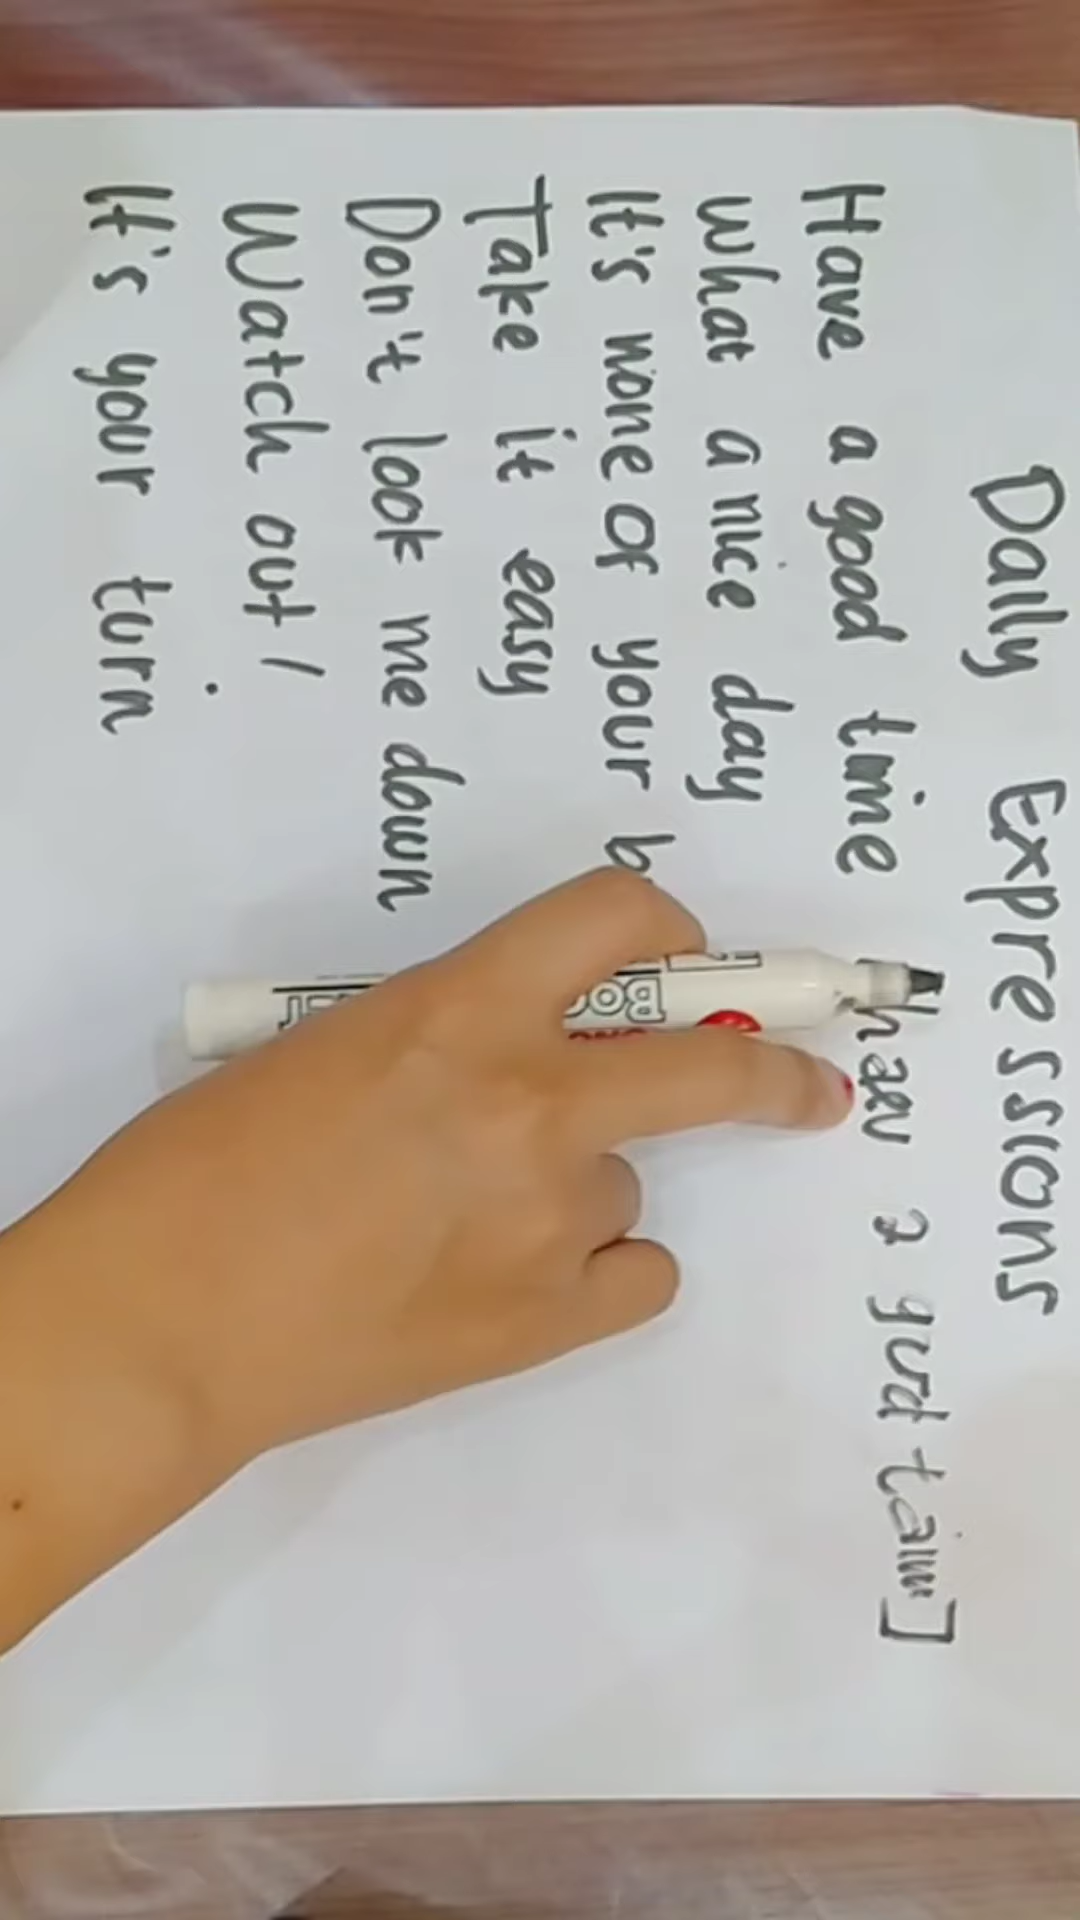 Daily Expressions
Have a good time hæv ə gʊd taim]
What a nice day
It's none of your
Take it easy
Don't look me down
Watch out!
It's your turn